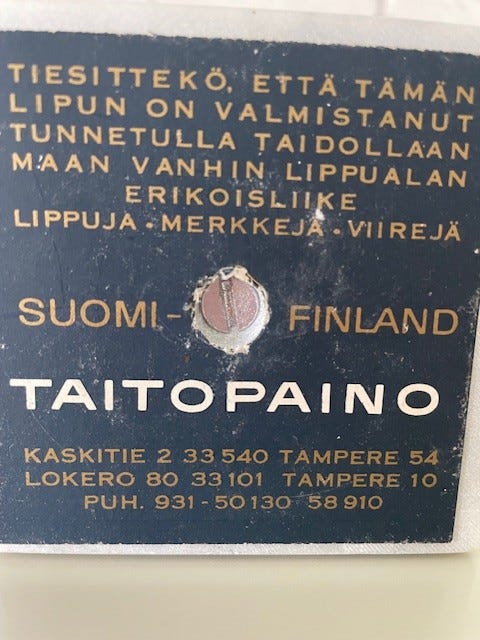 TIESITTEKÖ, ETTÄ TÄMÄN
LIPUN ON VALMISTANUT
TUNNETULLA TAIDOLLAAN
MAAN VANHIN LIPPUALAN
ERIKOISLIIKE
LIPPUJA • MERKKEJÄ • VIIREJÄ
SUOMI - FINLAND
TAITOPAINO
KASKITIE 2 33540 TAMPERE 54
LOKERO 80 33101 TAMPERE 10
PUH. 931-50130 58910